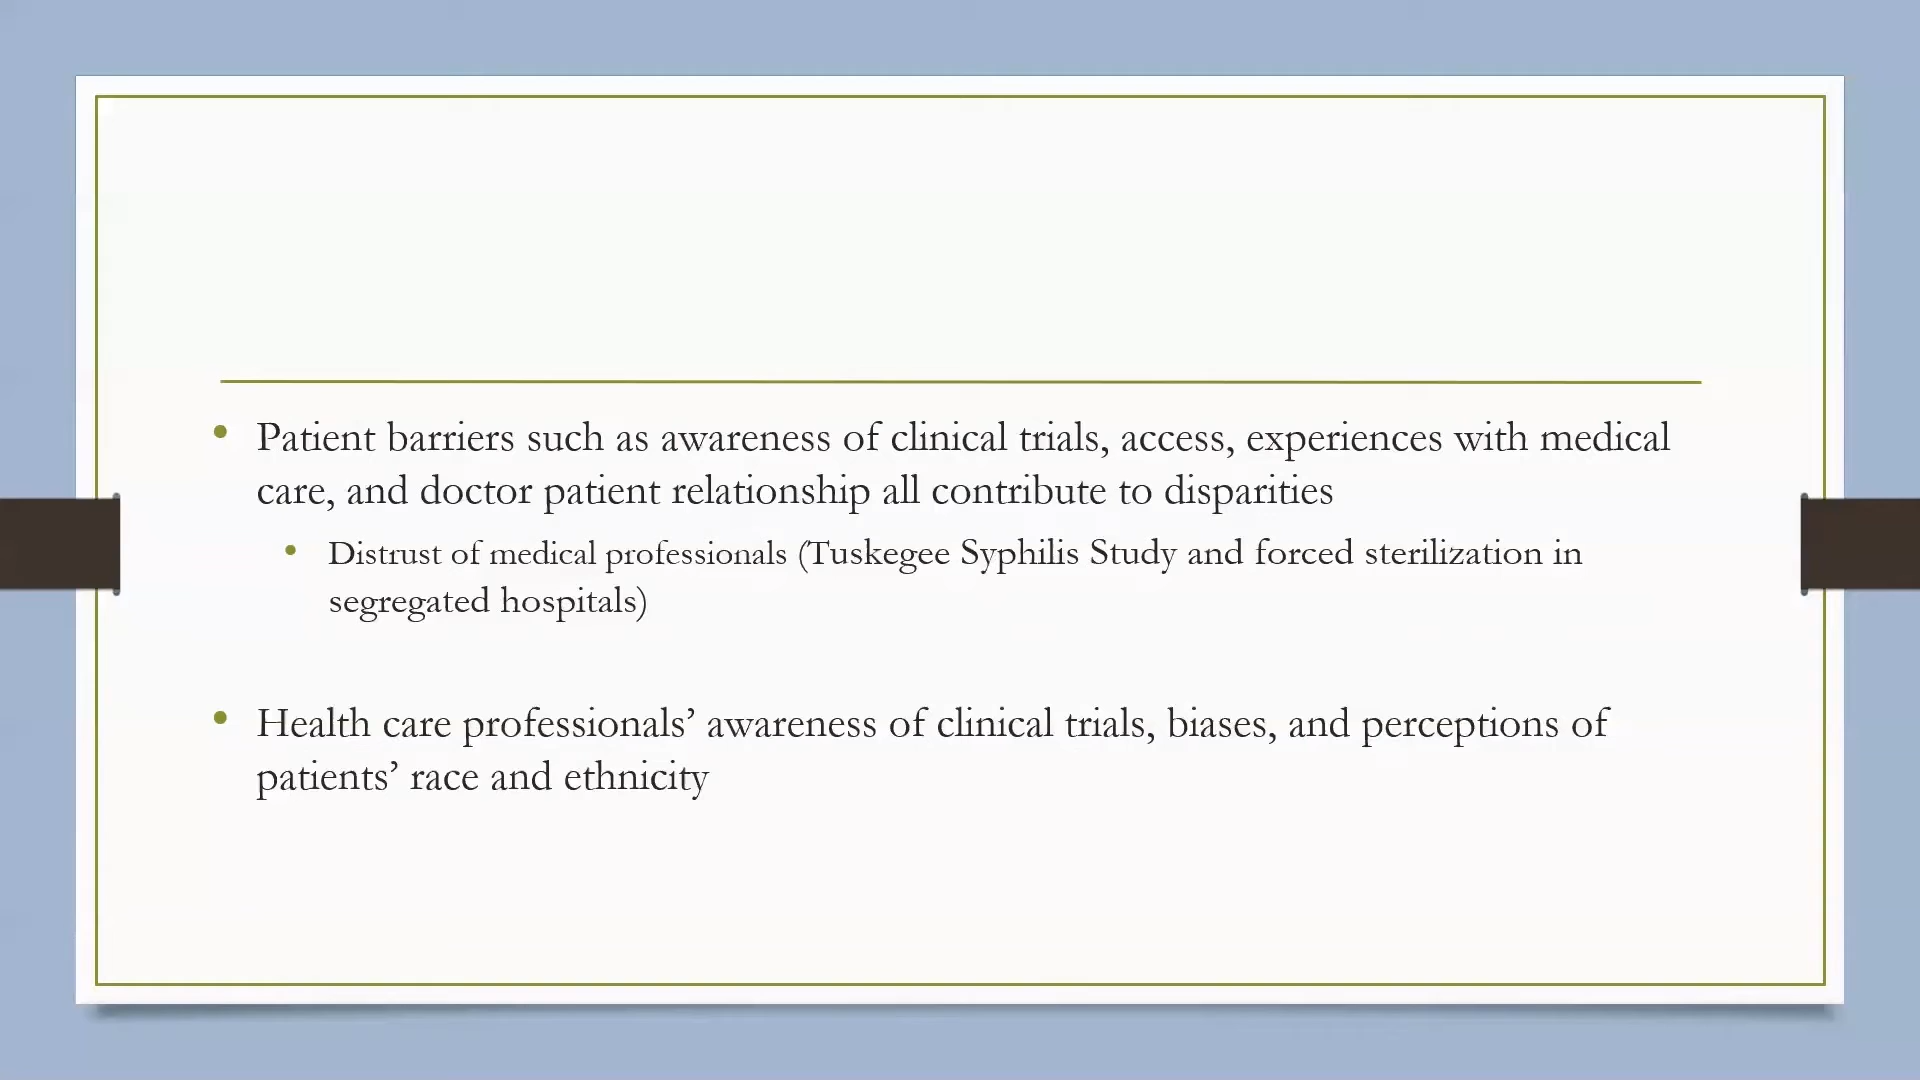 • Patient barriers such as awareness of clinical trials, access, experiences with medical
care, and doctor patient relationship all contribute to disparities
• Distrust of medical professionals (Tuskegee Syphilis Study and forced sterilization in
segregated hospitals)
• Health care professionals’ awareness of clinical trials, biases, and perceptions of
patients’ race and ethnicity